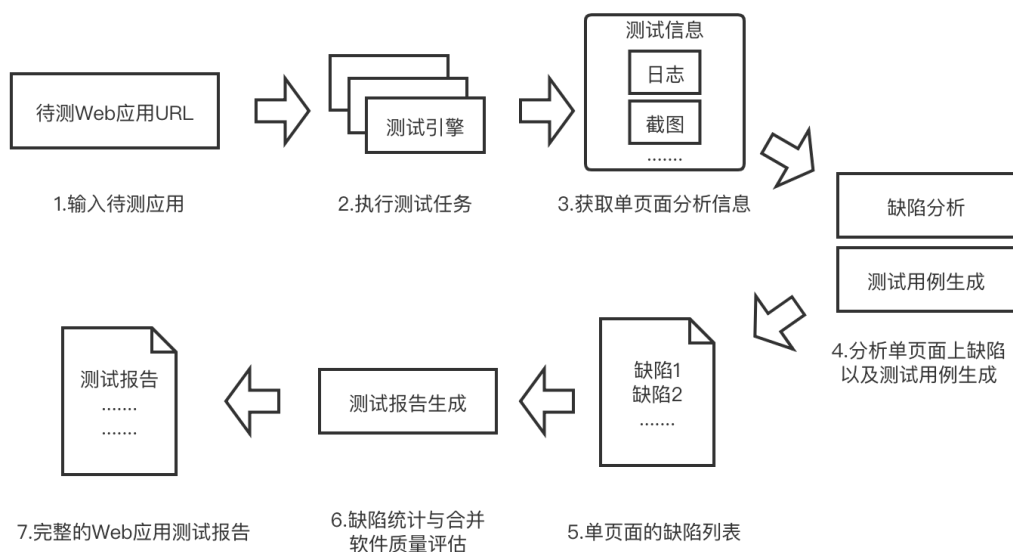 待测Web应用URL
1.输入待测应用
测试引擎
2.执行测试任务
测试信息
日志
截图
.......
3.获取单页面分析信息
缺陷分析
测试用例生成
4.分析单页面上缺陷
以及测试用例生成
缺陷1
缺陷2
.......
5.单页面的缺陷列表
测试报告生成
6.缺陷统计与合并
软件质量评估
测试报告
.......
.......
7.完整的Web应用测试报告